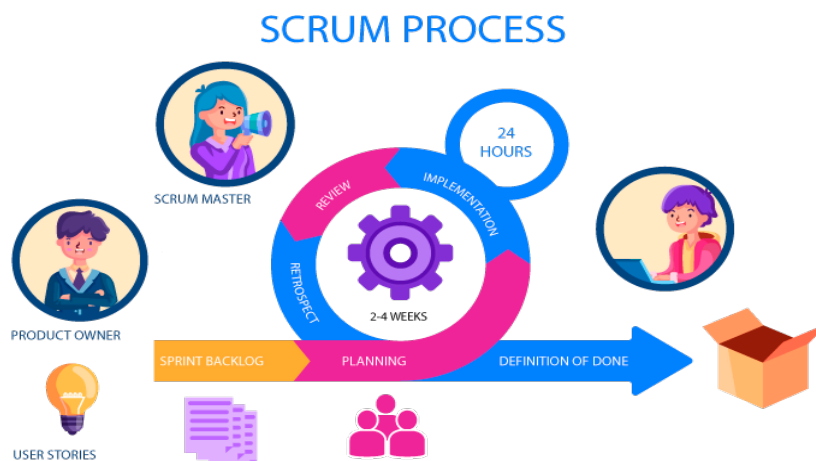 SCRUM PROCESS
24
HOURS
SCRUM MASTER
REVIEW
IMPLEMENTATION
RETROSPECT
2-4 WEEKS
PRODUCT OWNER
SPRINT BACKLOG
PLANNING
DEFINITION OF DONE
USER STORIES